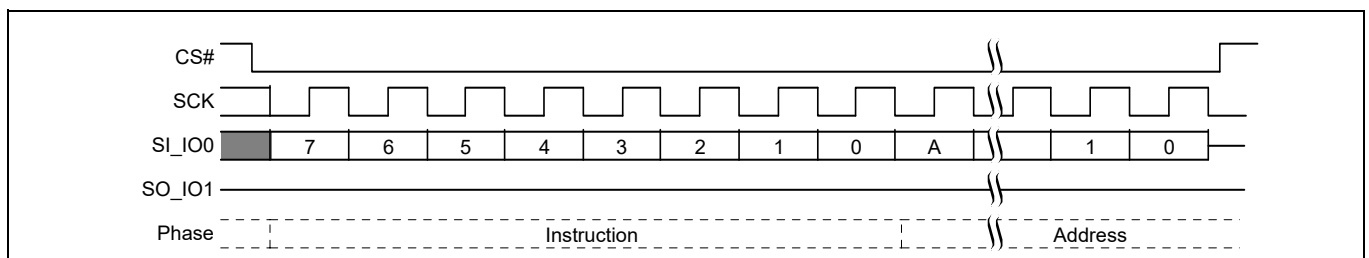 CS#
SCK
SI_IO0 7 6 5 4 3 2 1 0 A 1 0
SO_IO1
Phase Instruction Address